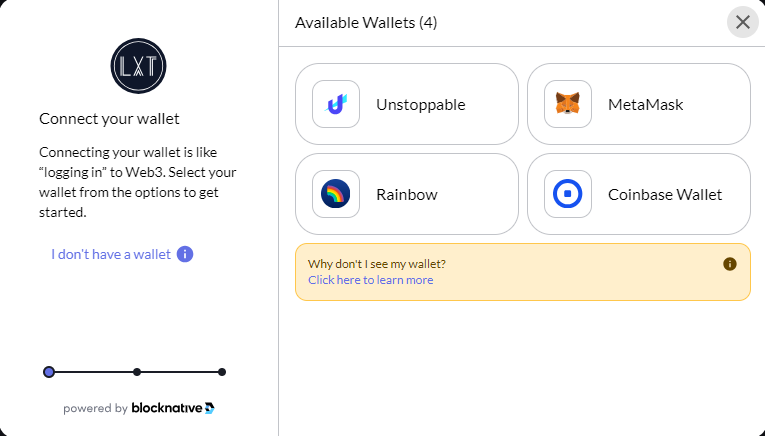 LXT
Connect your wallet
Connecting your wallet is like
“logging in” to Web3. Select your
wallet from the options to get
started.
I don't have a wallet
powered by blocknative
Available Wallets (4)
Unstoppable
MetaMask
Rainbow
Coinbase Wallet
Why don't I see my wallet?
Click here to learn more